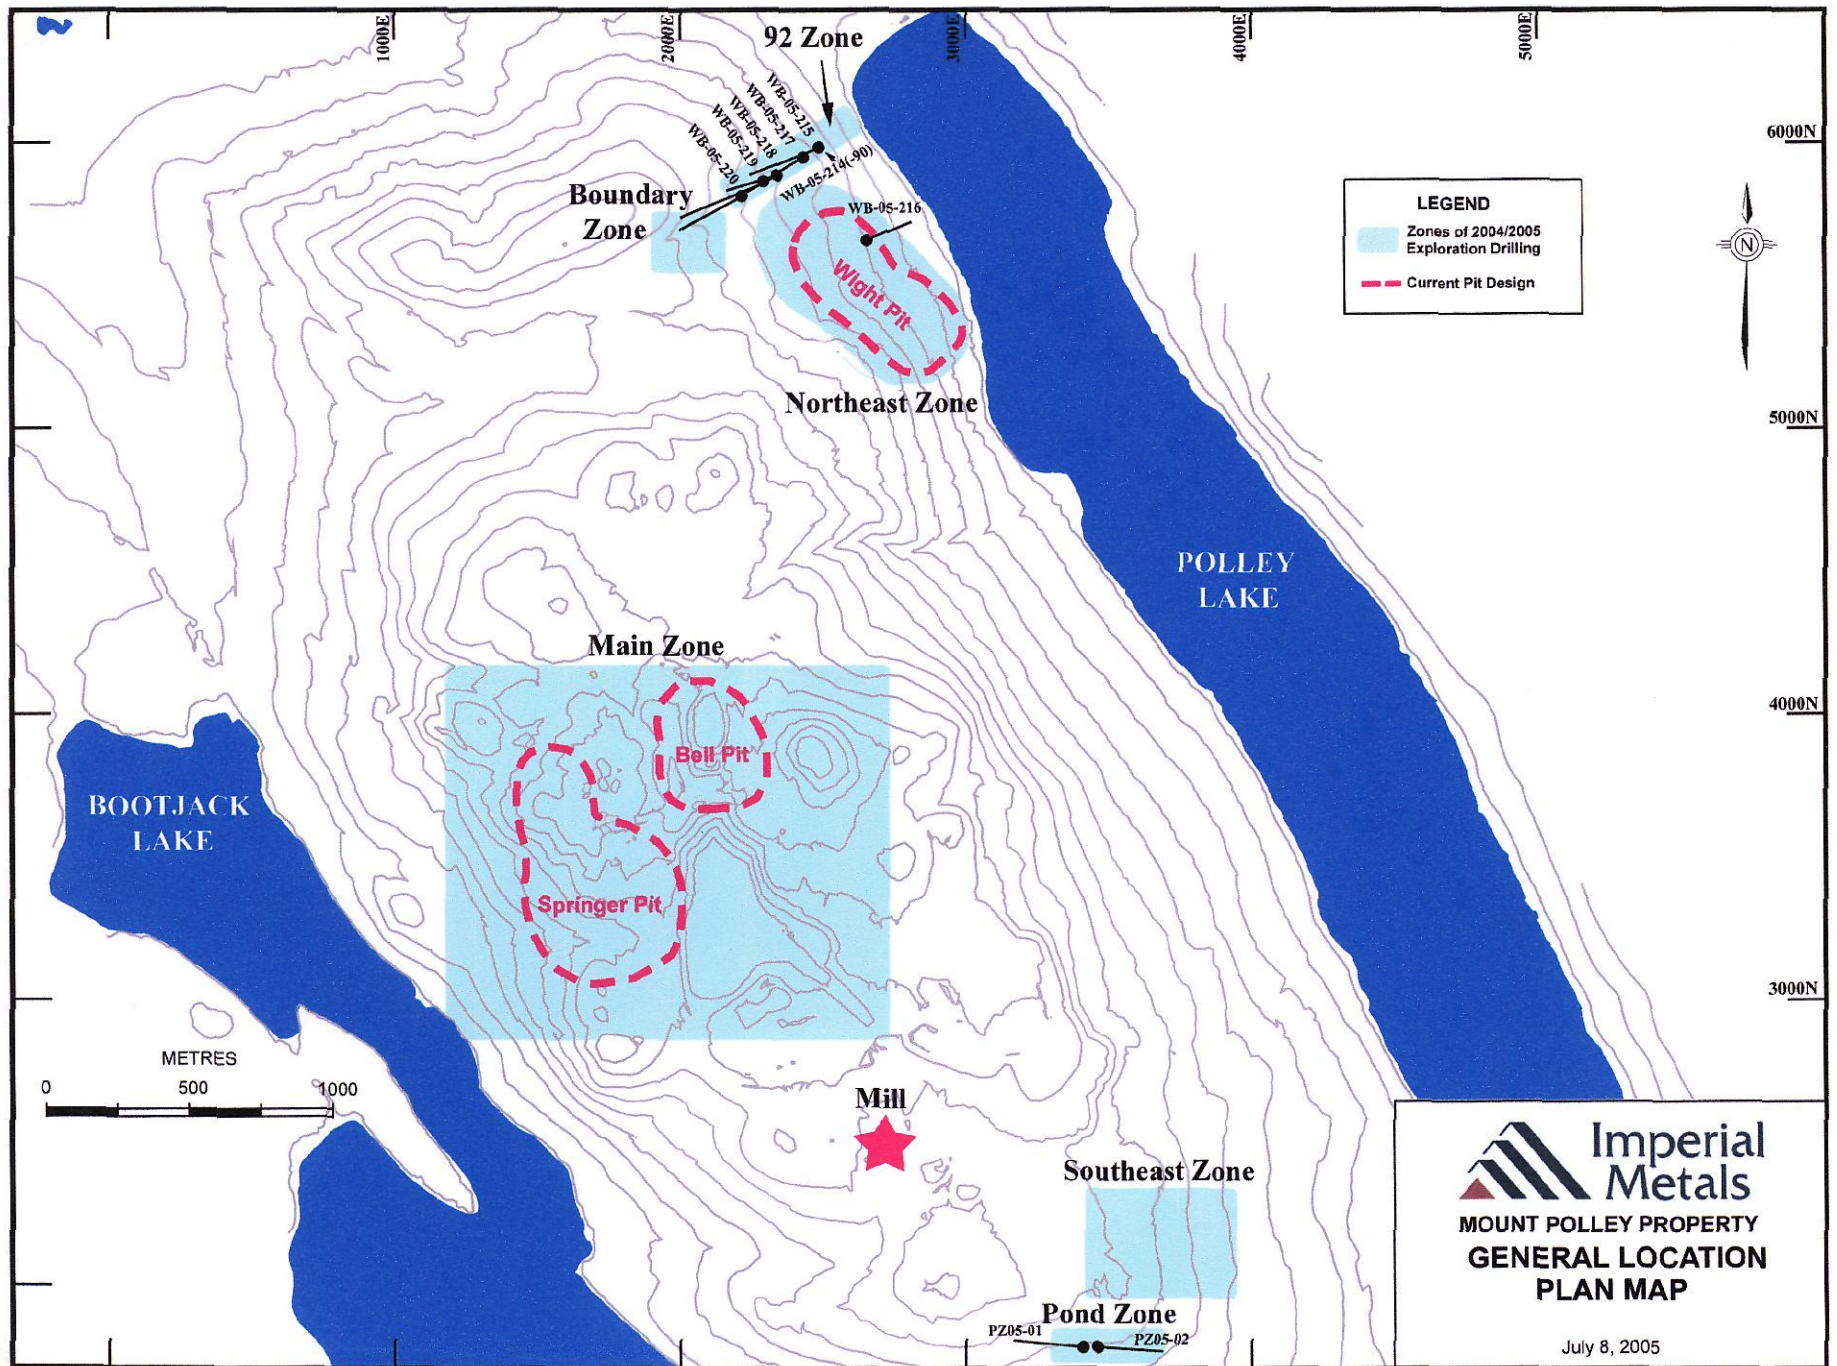 1000E
2000E
3000E
4000E
5000E
92 Zone
WB-05-215
WB-05-217
WB-05-218
WB-05-219
WB-05-220
WB-05-214(-90)
6000N
Boundary
Zone
WB-05-216
Wight Pit
LEGEND
Zones of 2004/2005
Exploration Drilling
Current Pit Design
N
Northeast Zone
5000N
POLLEY
LAKE
Main Zone
4000N
Bell Pit
BOOTJACK
LAKE
Springer Pit
3000N
METRES
0 500 1000
Mill
Southeast Zone
Pond Zone
PZ05-01
PZ05-02
Imperial
Metals
MOUNT POLLEY PROPERTY
GENERAL LOCATION
PLAN MAP
July 8, 2005